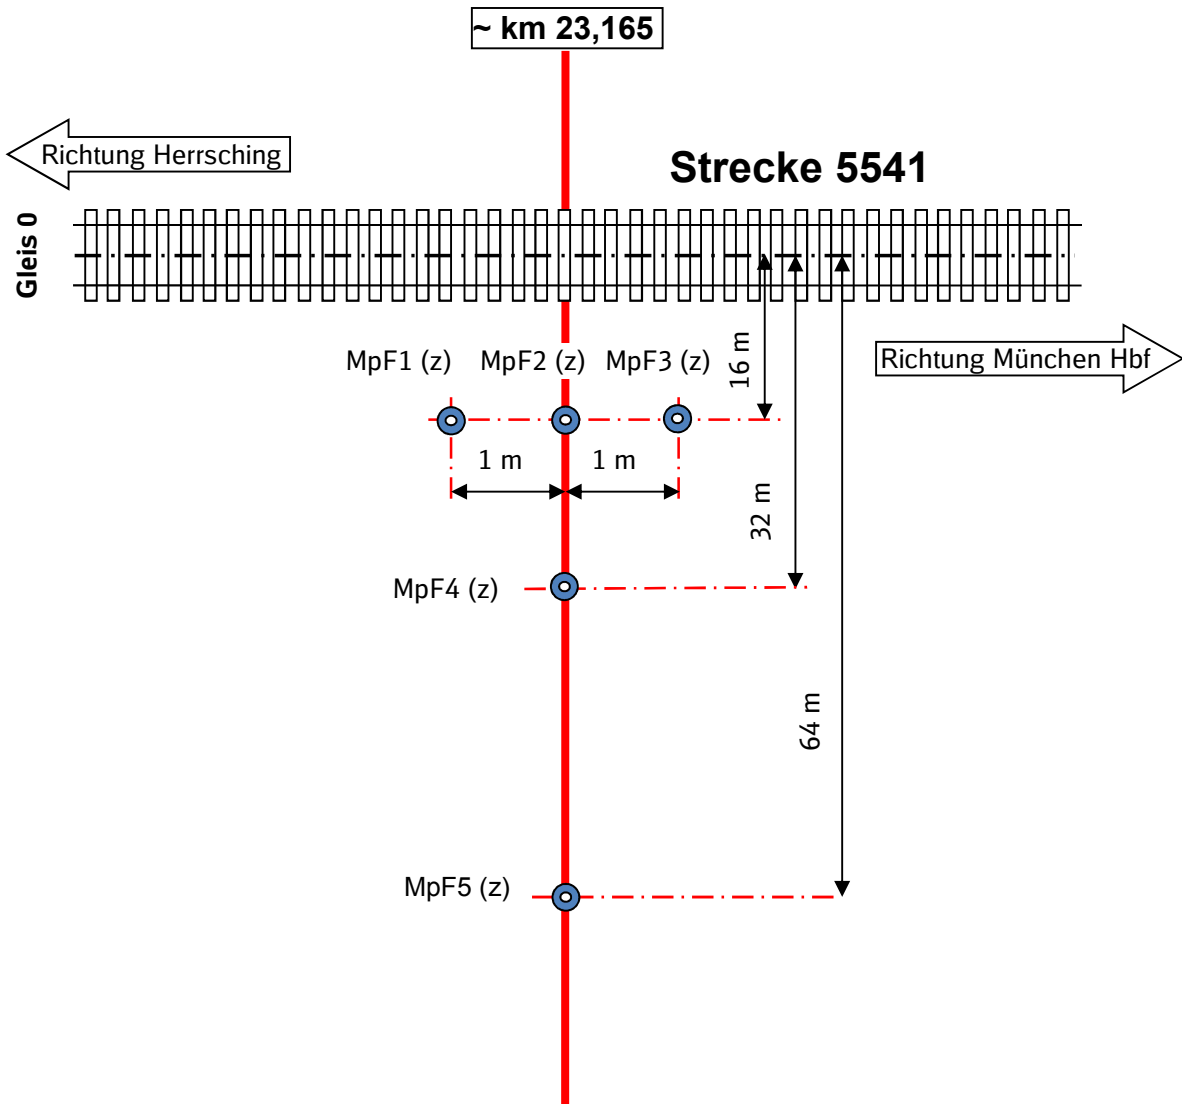 ~ km 23,165
Richtung Herrsching
Strecke 5541
Gleis 0
MpF1 (z)
MpF2 (z)
MpF3 (z)
16 m
Richtung München Hbf
1 m
1 m
32 m
MpF4 (z)
64 m
MpF5 (z)